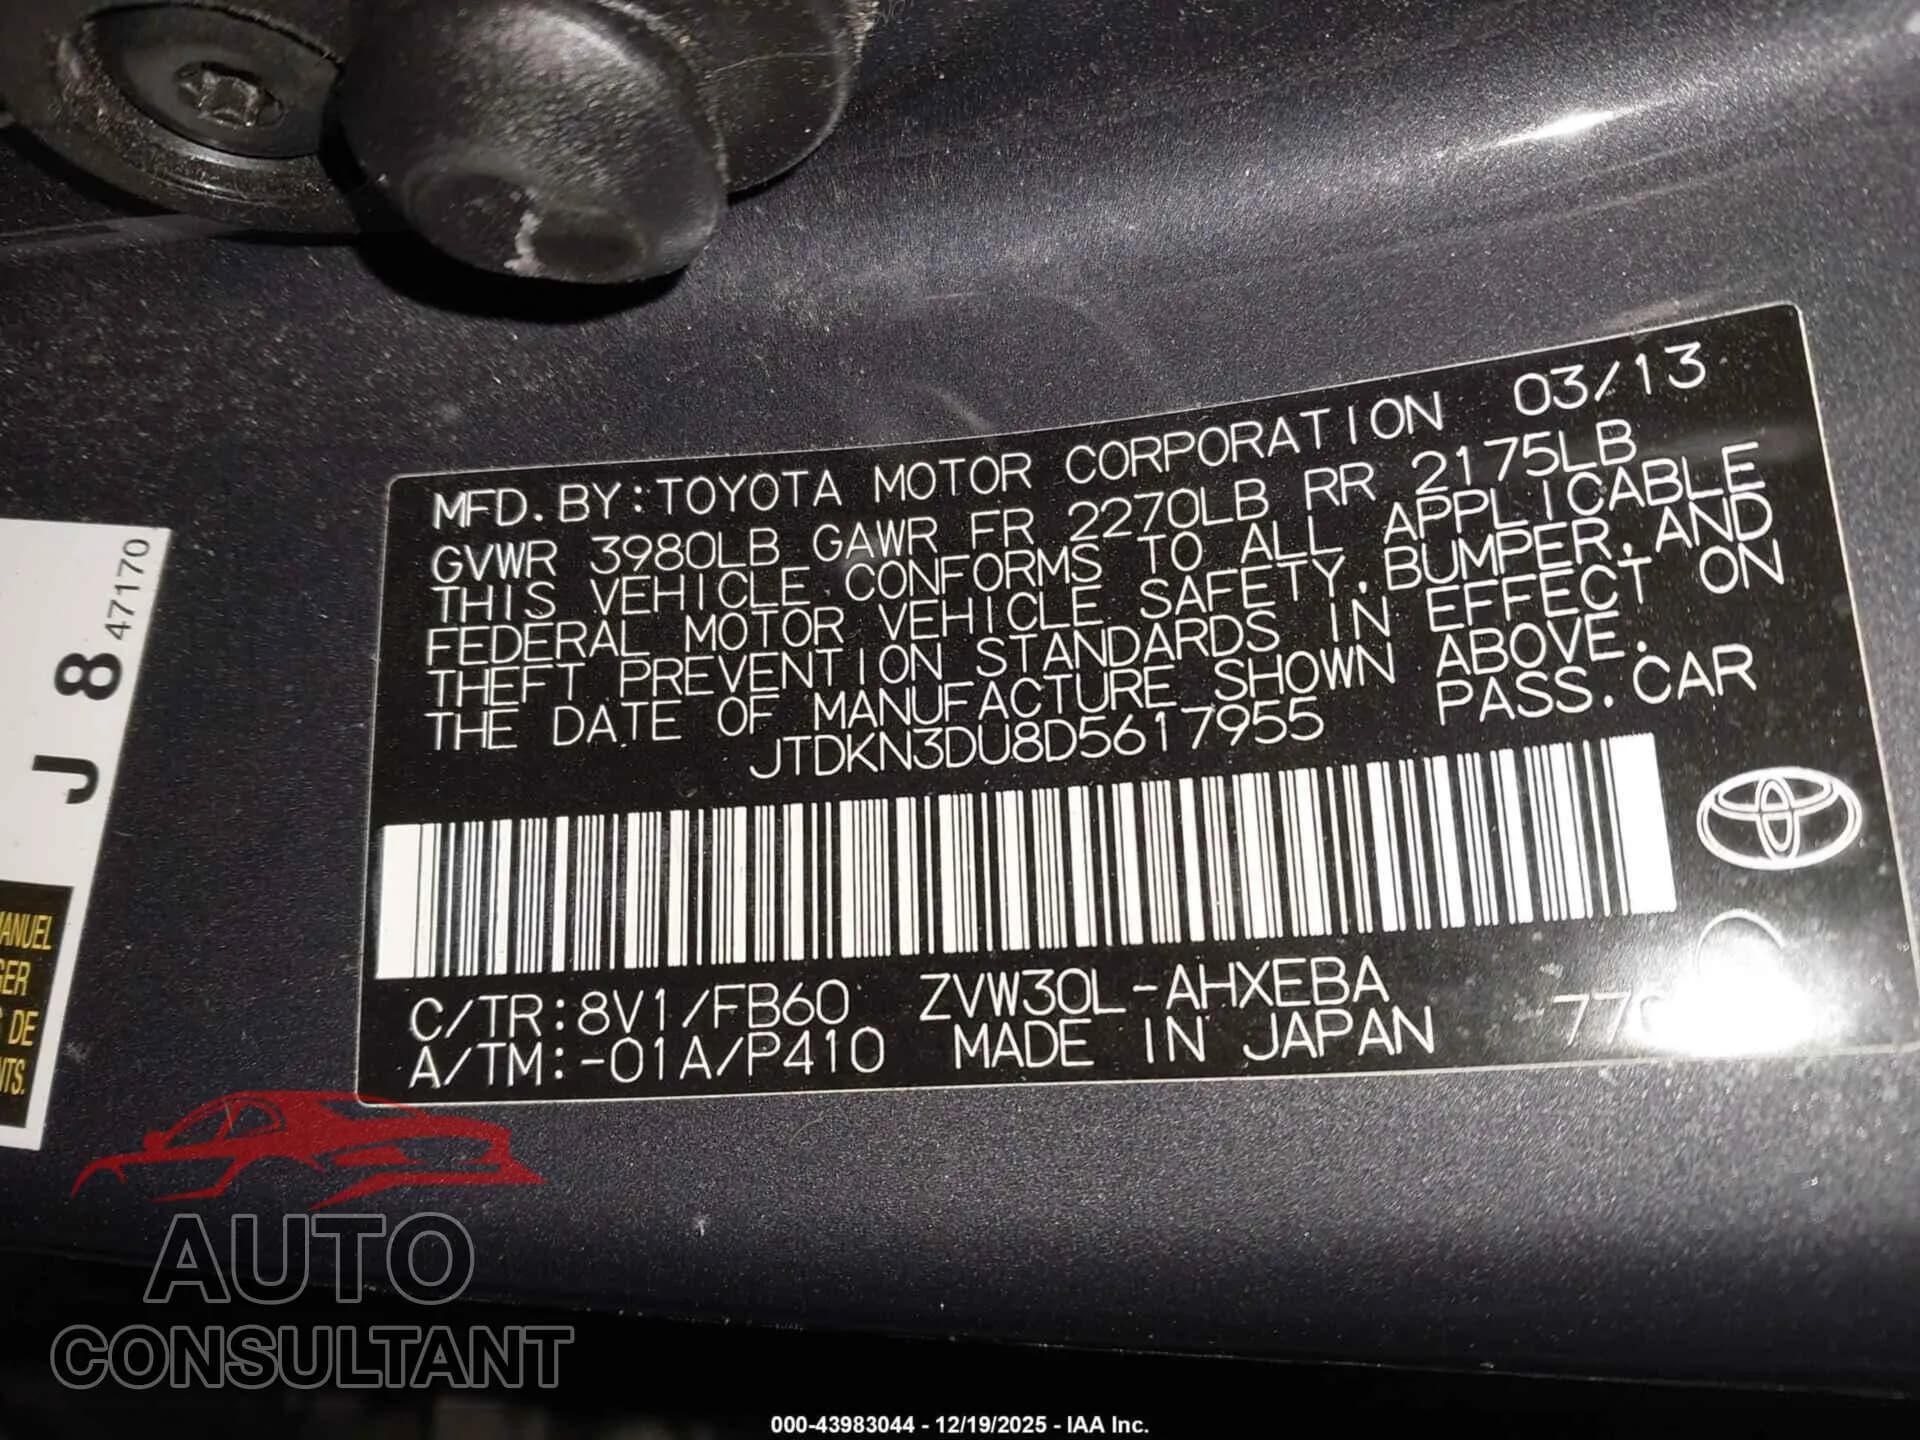 MFD. BY: TOYOTA MOTOR CORPORATION 03/13
GVWR 3980LB GAWR FR 2270LB RR 2175LB
THIS VEHICLE CONFORMS TO ALL APPLICABLE
FEDERAL MOTOR VEHICLE SAFETY, BUMPER, AND
THEFT PREVENTION STANDARDS IN EFFECT ON
THE DATE OF MANUFACTURE SHOWN ABOVE.
JTDKN3DU8D5617955 PASS. CAR
C/TR: 8V1/FB60 ZVW30L-AHXEBA
A/TM: -01A/P410 MADE IN JAPAN
J 8 47170
DE
AUTO
CONSULTANT
000-43983044 - 12/19/2025 - IAA Inc.